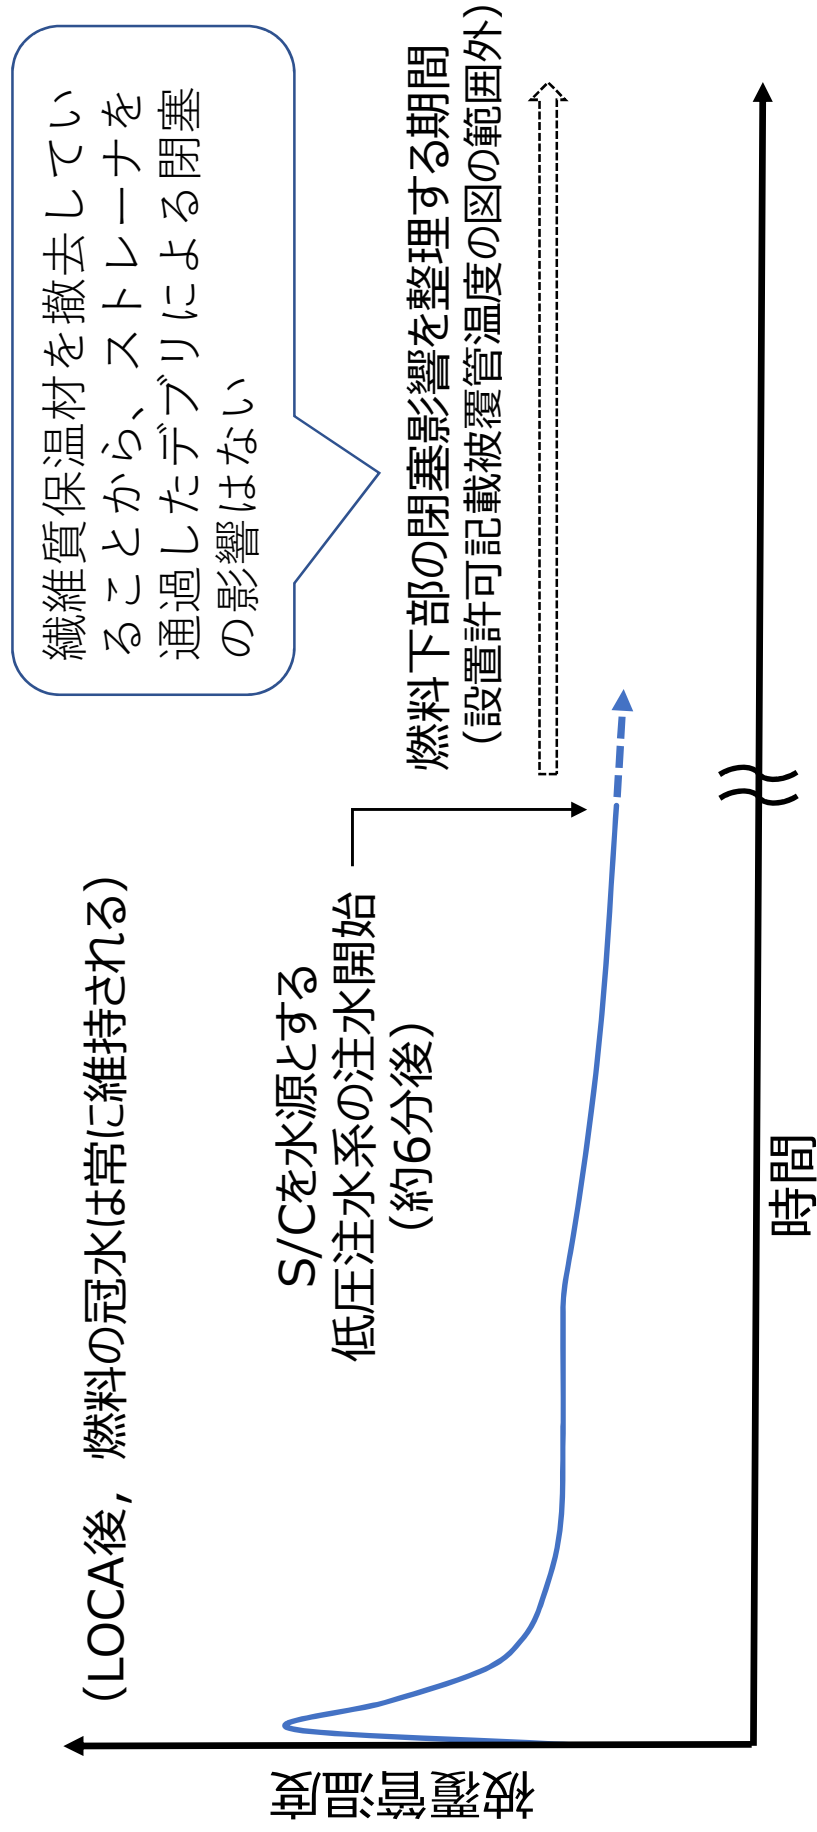 繊維質保温材を撤去してい
ることから、ストレーナを
通過したデブリによる閉塞
の影響はない
(LOCA後，燃料の冠水は常に維持される)
燃料下部の閉塞影響を整理する期間
(設置許可記載被覆管温度の図の範囲外)
S/Cを水源とする
低圧注水系の注水開始
(約6分後)
被覆管温度
時間